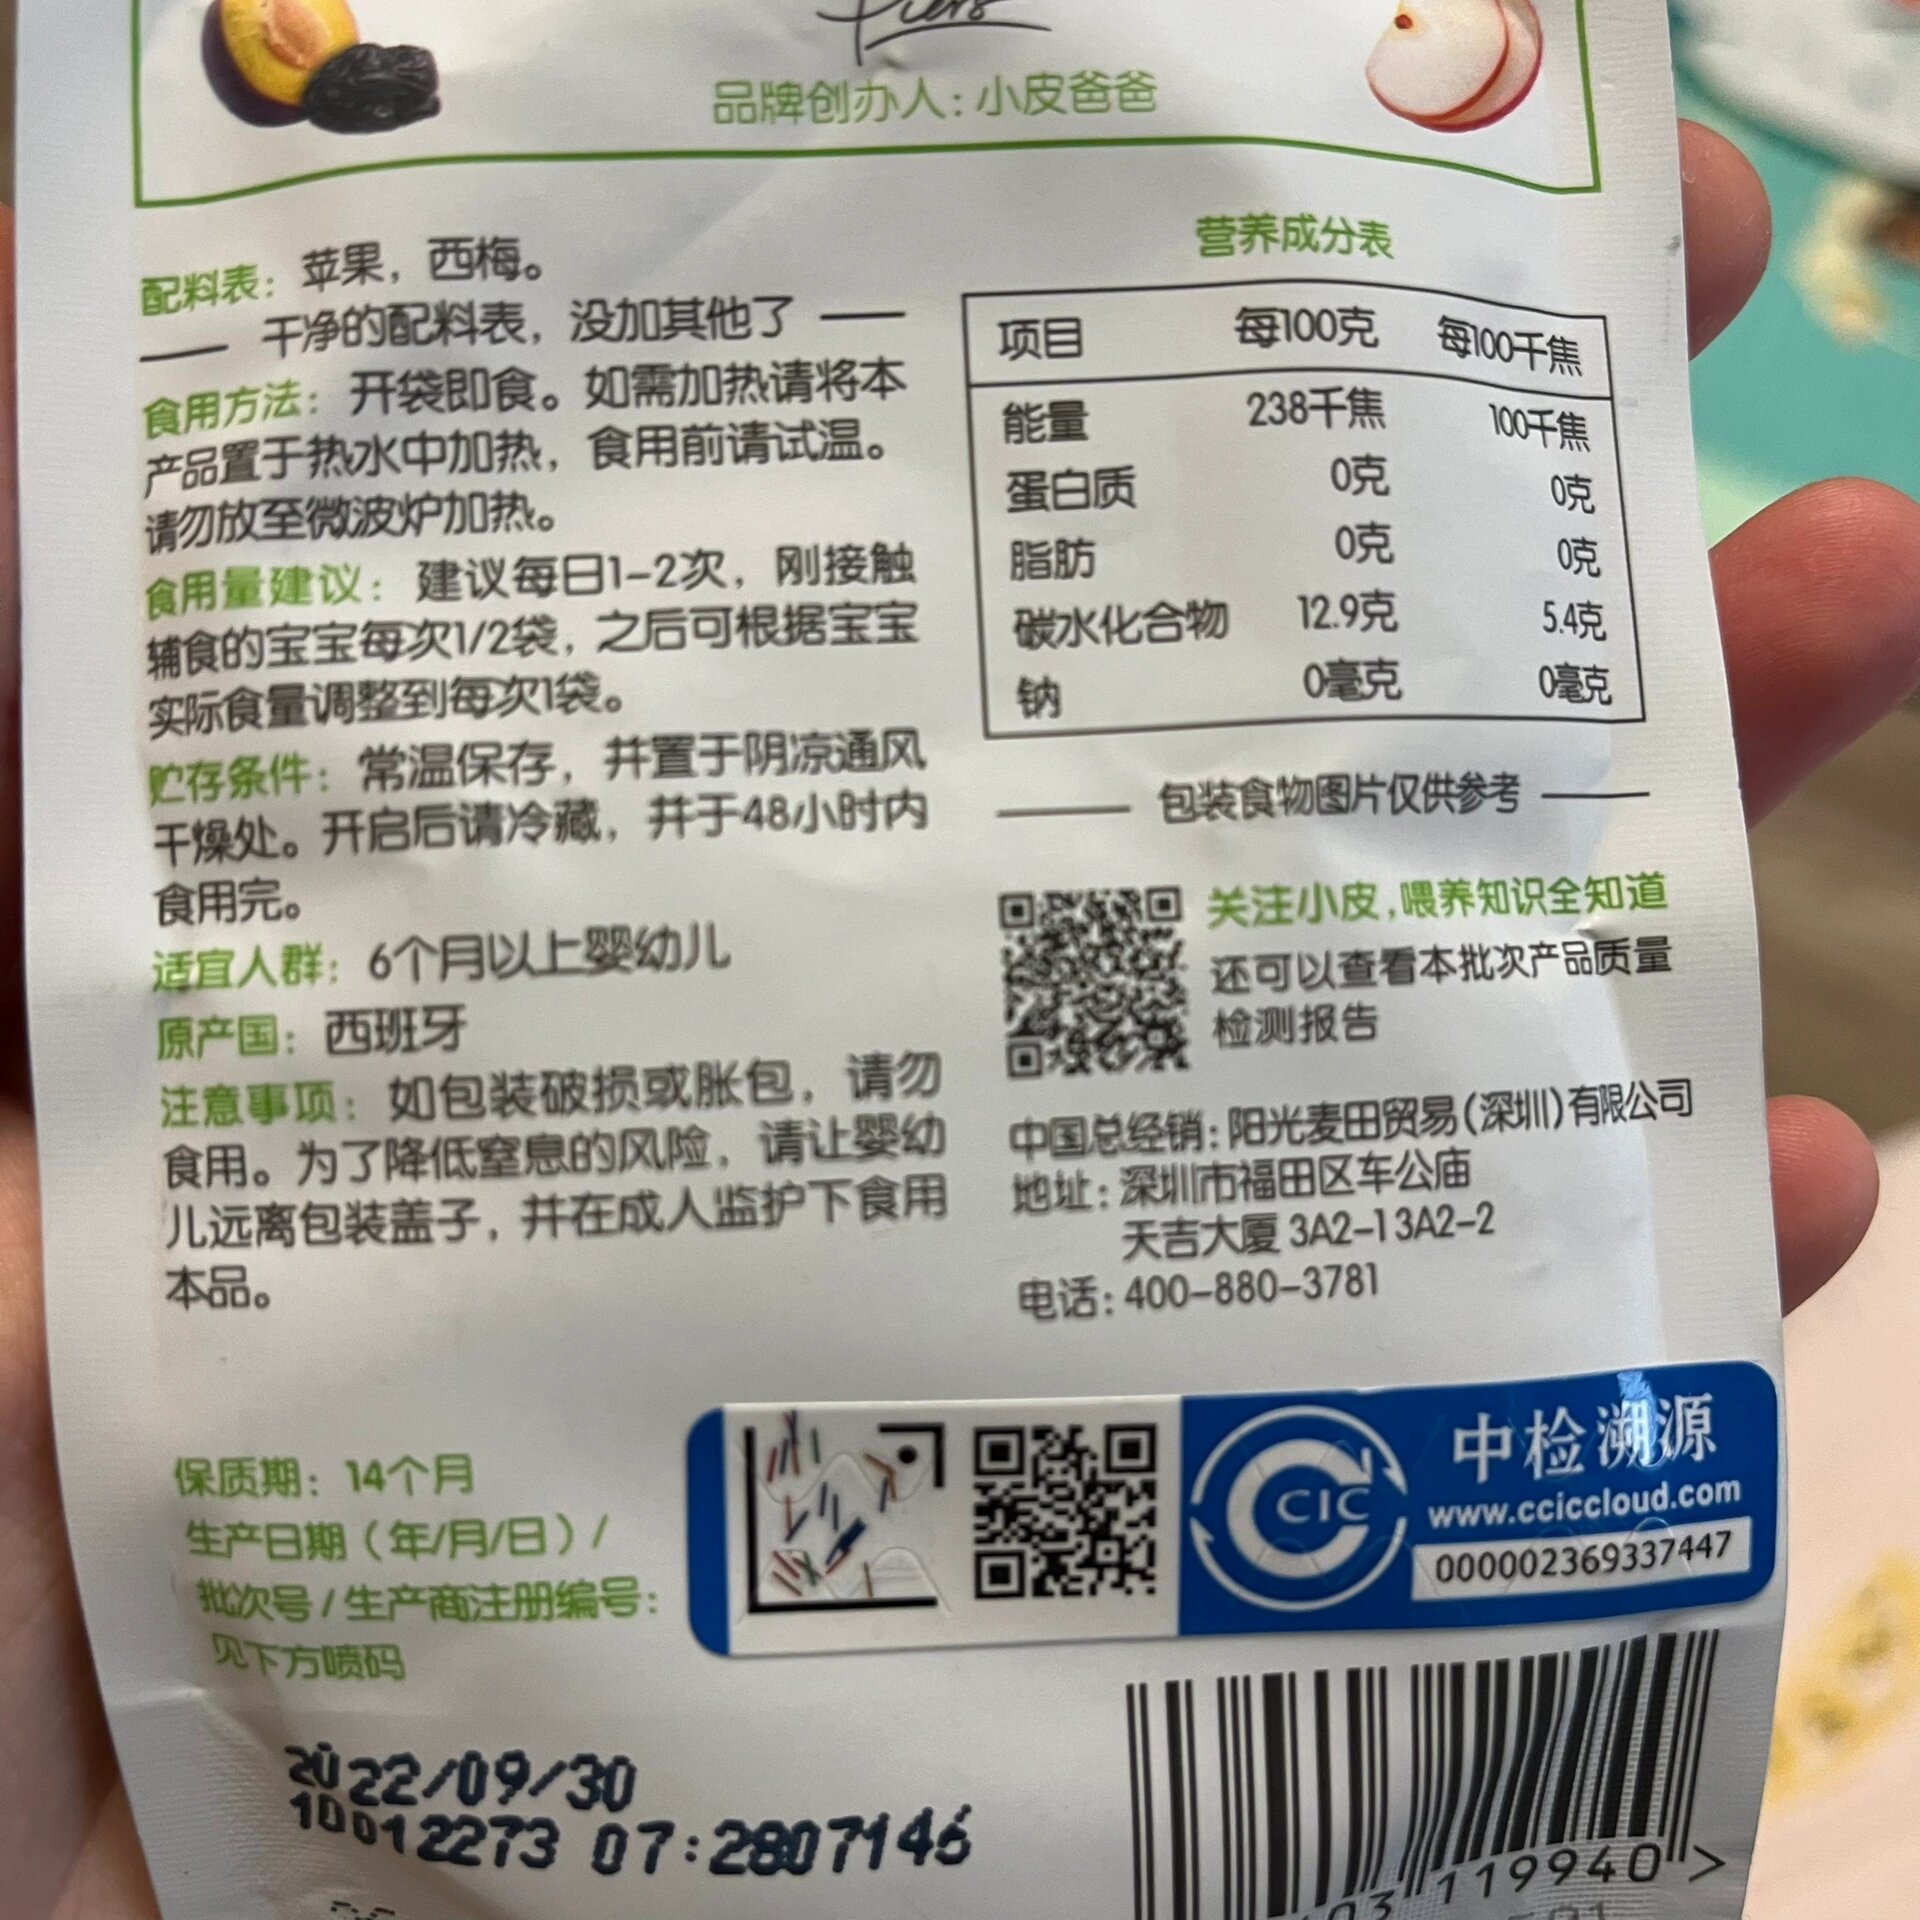 Piers
品牌创办人：小皮爸爸
配料表：苹果，西梅。
—— 干净的配料表，没加其他了 ——
食用方法：开袋即食。如需加热请将本
产品置于热水中加热，食用前请试温。
请勿放至微波炉加热。
食用量建议：建议每日1-2次，刚接触
辅食的宝宝每次1/2袋，之后可根据宝宝
实际食量调整到每次1袋。
贮存条件：常温保存，并置于阴凉通风
干燥处。开启后请冷藏，并于48小时内
食用完。
适宜人群：6个月以上婴幼儿
原产国：西班牙
注意事项：如包装破损或胀包，请勿
食用。为了降低窒息的风险，请让婴幼
儿远离包装盖子，并在成人监护下食用
本品。
营养成分表
项目 每100克 每100千焦
能量 238千焦 100千焦
蛋白质 0克 0克
脂肪 0克 0克
碳水化合物 12.9克 5.4克
钠 0毫克 0毫克
—— 包装食物图片仅供参考 ——
关注小皮,喂养知识全知道
还可以查看本批次产品质量
检测报告
中国总经销：阳光麦田贸易(深圳)有限公司
地址：深圳市福田区车公庙
天吉大厦 3A2-13A2-2
电话：400-880-3781
保质期：14个月
生产日期（年/月/日）/
批次号/生产商注册编号：
见下方喷码
CIC
中检溯源
www.cciccloud.com
000002369337447
2022/09/30
10012273 07:2807146
03 119940 >